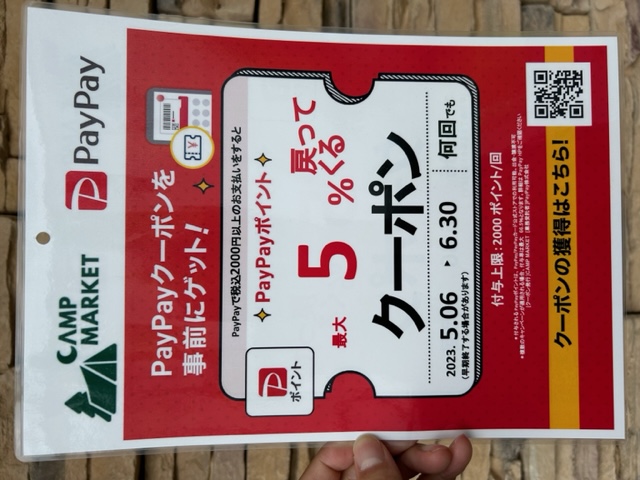 CAMP
MARKET
PayPay
PayPayクーポンを
事前にゲット!
PayPayで税込2000円以上のお支払いをすると
PayPayポイント
最大 5 % 戻ってくる
クーポン
ポイント
2023. 5.06 ▸ 6.30 何回でも
(早期終了する場合があります)
付与上限:2000 ポイント/回
クーポンの獲得はこちら!